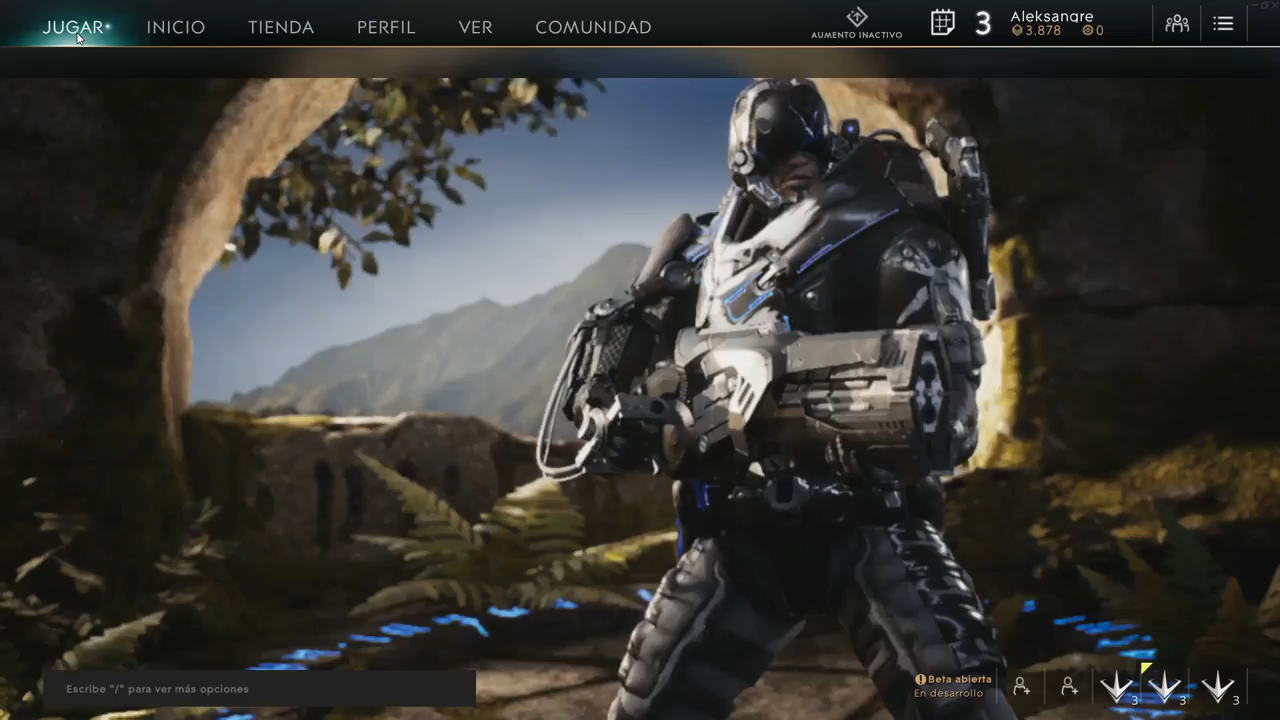 JUGAR
INICIO
TIENDA
PERFIL
VER
COMUNIDAD
AUMENTO INACTIVO
3
Aleksangre
3.878
0
Escribe "/" para ver más opciones
Beta abierta
En desarrollo
3
3
3